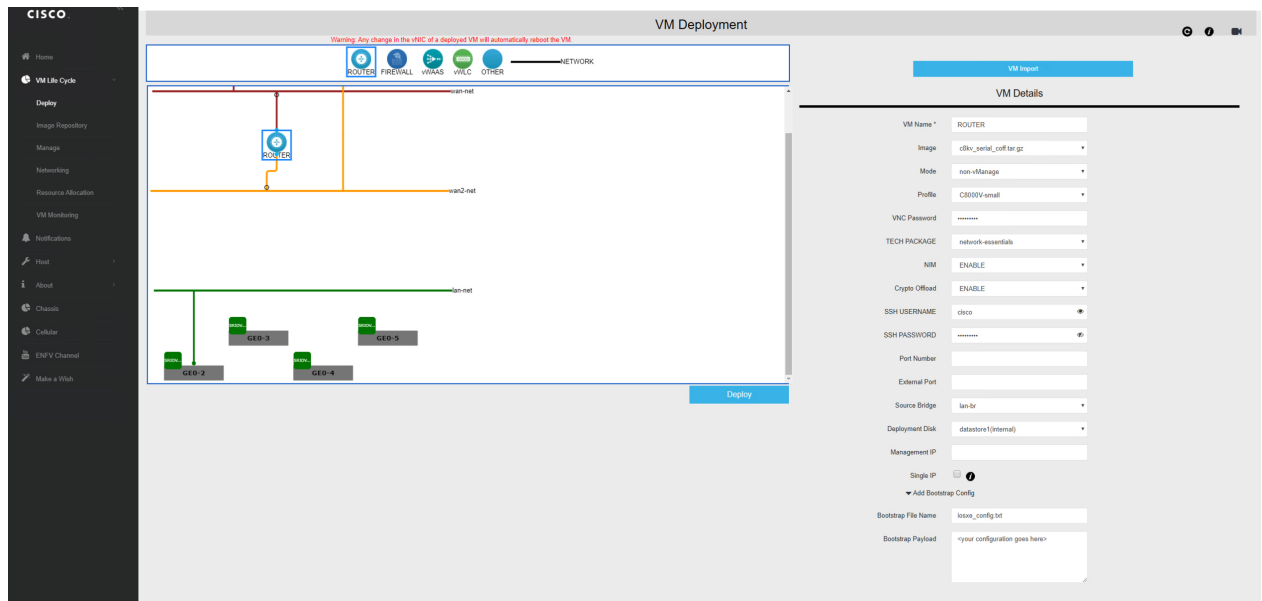 CISCO
VM Deployment
Warning: Any change in the vNIC of a deployed VM will automatically reboot the VM.
Home
VM Life Cycle
Deploy
Image Repository
Manage
Networking
Resource Allocation
VM Monitoring
Notifications
Host
About
Chassis
Cellular
ENFV Channel
Make a Wish
ROUTER FIREWALL vWAAS vWLC OTHER NETWORK
wan-net
ROUTER
wan2-net
lan-net
GE0-3 GE0-5
GE0-2 GE0-4
Deploy
VM Import
VM Details
VM Name * ROUTER
Image c8kv_serial_coff.tar.gz
Mode non-vManage
Profile C8000V-small
VNC Password •••••••••
TECH PACKAGE network-essentials
NIM ENABLE
Crypto Offload ENABLE
SSH USERNAME cisco
SSH PASSWORD •••••••••
Port Number
External Port
Source Bridge lan-br
Deployment Disk datastore1(internal)
Management IP
Single IP
Add Bootstrap Config
Bootstrap File Name iosxe_config.txt
Bootstrap Payload <your configuration goes here>